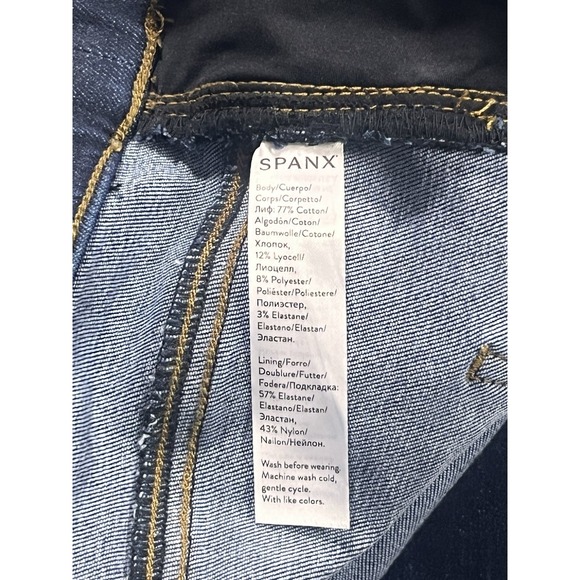 SPANX
Body/Cuerpo/
Corps/Corpetto/
Лиф: 77% Cotton/
Algodón/Coton/
Baumwolle/Cotone/
Хлопок,
12% Lyocell/
Лиоцелл,
8% Polyester/
Poliéster/Poliestere/
Полиэстер,
3% Elastane/
Elastano/Elastan/
Эластан.
Lining/Forro/
Doublure/Futter/
Fodera/Подкладка:
57% Elastane/
Elastano/Elastan/
Эластан,
43% Nylon/
Nailon/Нейлон.
Wash before wearing.
Machine wash cold,
gentle cycle.
With like colors.